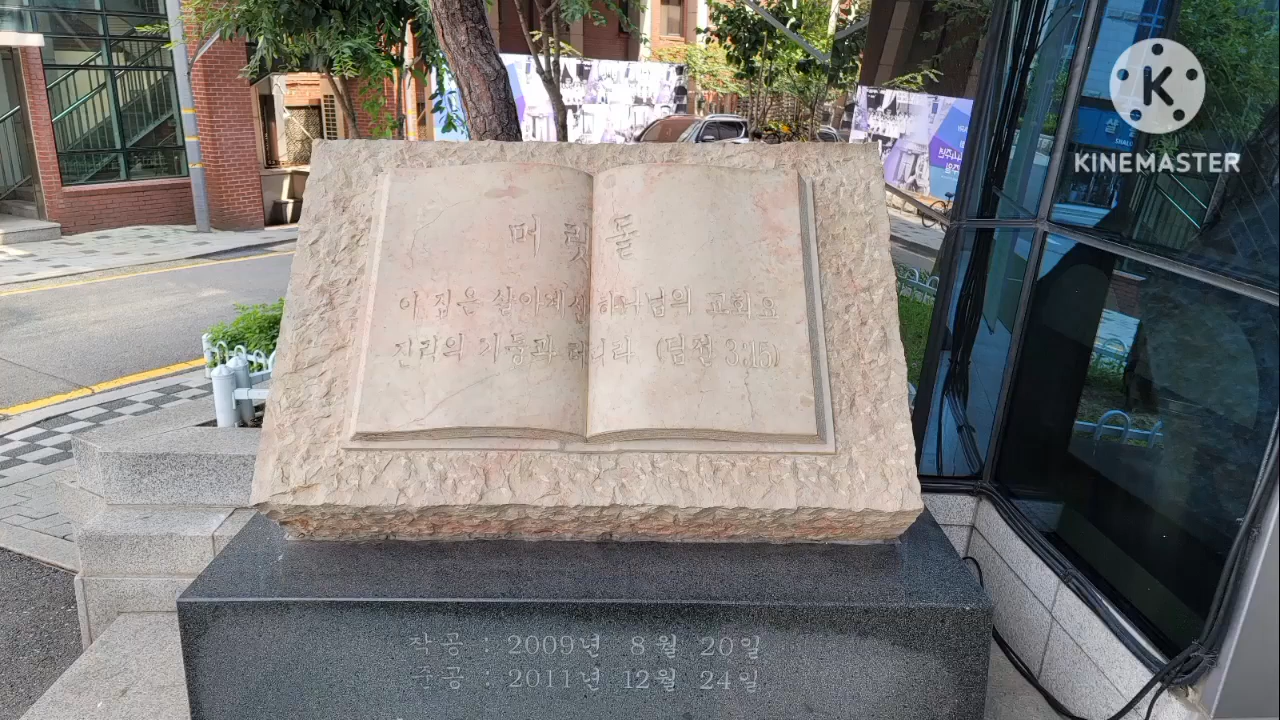 머 릿 돌
이 집은 살아계신 하나님의 교회요
진리의 기둥과 터니라 (딤전 3:15)
착공 : 2009년 8월 20일
준공 : 2011년 12월 24일
K
KINEMASTER